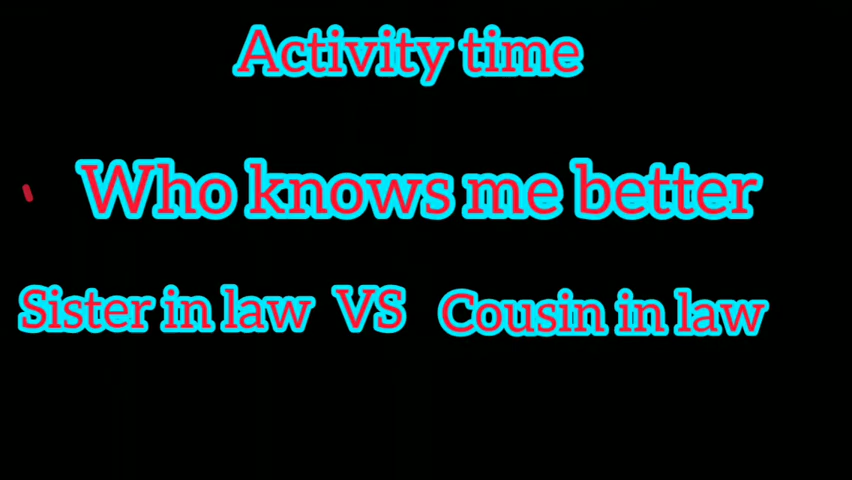 Activity time
Who knows me better
Sister in law VS Cousin in law